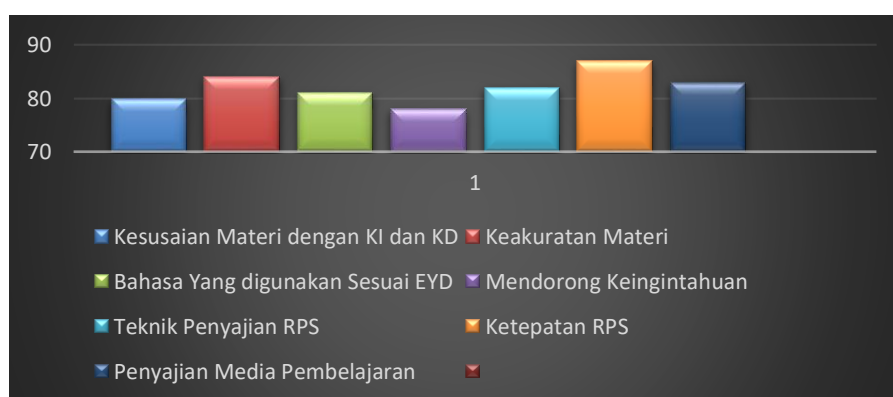 90
80
70
1
Kesusaian Materi dengan KI dan KD Keakuratan Materi
Bahasa Yang digunakan Sesuai EYD Mendorong Keingintahuan
Teknik Penyajian RPS Ketepatan RPS
Penyajian Media Pembelajaran